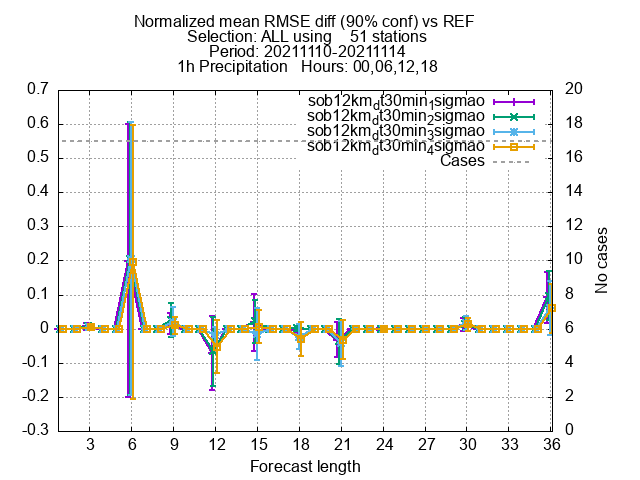 Normalized mean RMSE diff (90% conf) vs REF
Selection: ALL using    51 stations
Period: 20211110-20211114
1h Precipitation   Hours: 00,06,12,18
sob12km_dt30min_1sigmao
sob12km_dt30min_2sigmao
sob12km_dt30min_3sigmao
sob12km_dt30min_4sigmao
Cases
0.7
0.6
0.5
0.4
0.3
0.2
0.1
0
-0.1
-0.2
-0.3
20
18
16
14
12
10
8
6
4
2
0
No cases
3 6 9 12 15 18 21 24 27 30 33 36
Forecast length